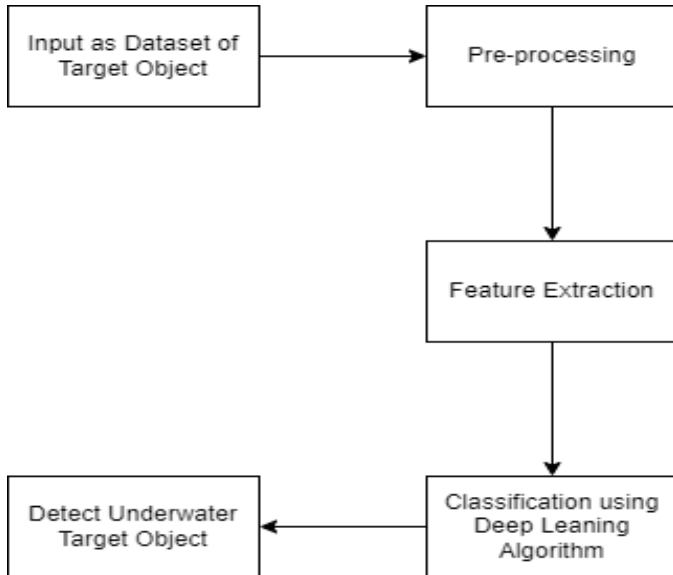 Input as Dataset of
Target Object
Pre-processing
Feature Extraction
Classification using
Deep Leaning
Algorithm
Detect Underwater
Target Object